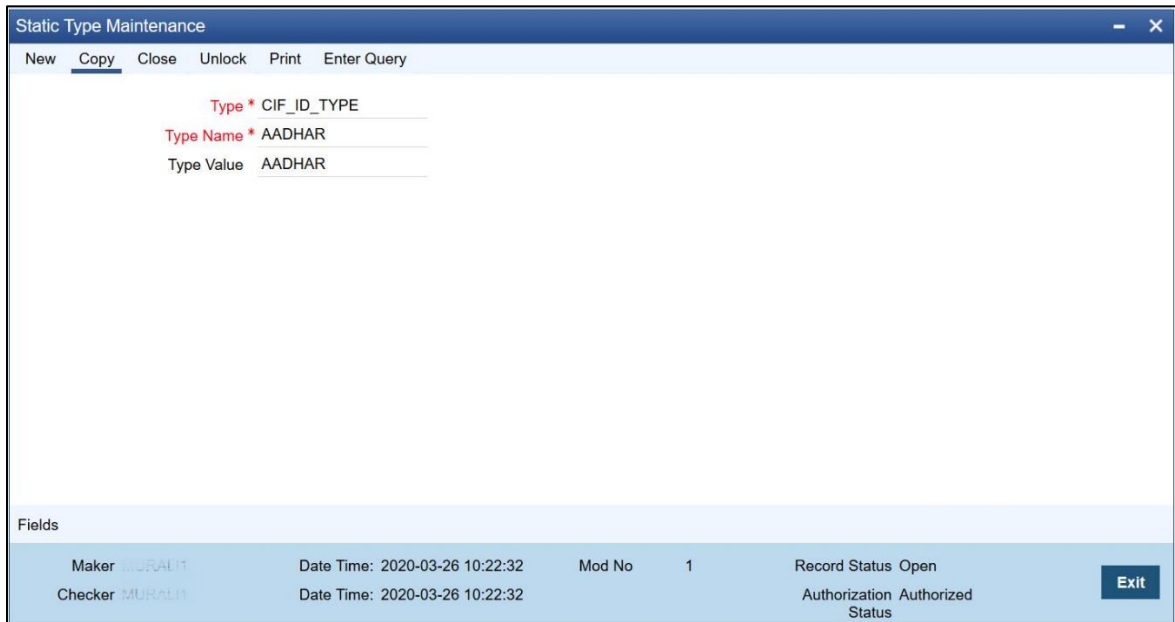 Static Type Maintenance
New Copy Close Unlock Print Enter Query
Type * CIF_ID_TYPE
Type Name * AADHAR
Type Value AADHAR
Fields
Maker Date Time: 2020-03-26 10:22:32 Mod No 1 Record Status Open
Checker MURALI1 Date Time: 2020-03-26 10:22:32 Authorization Status Authorized
Exit